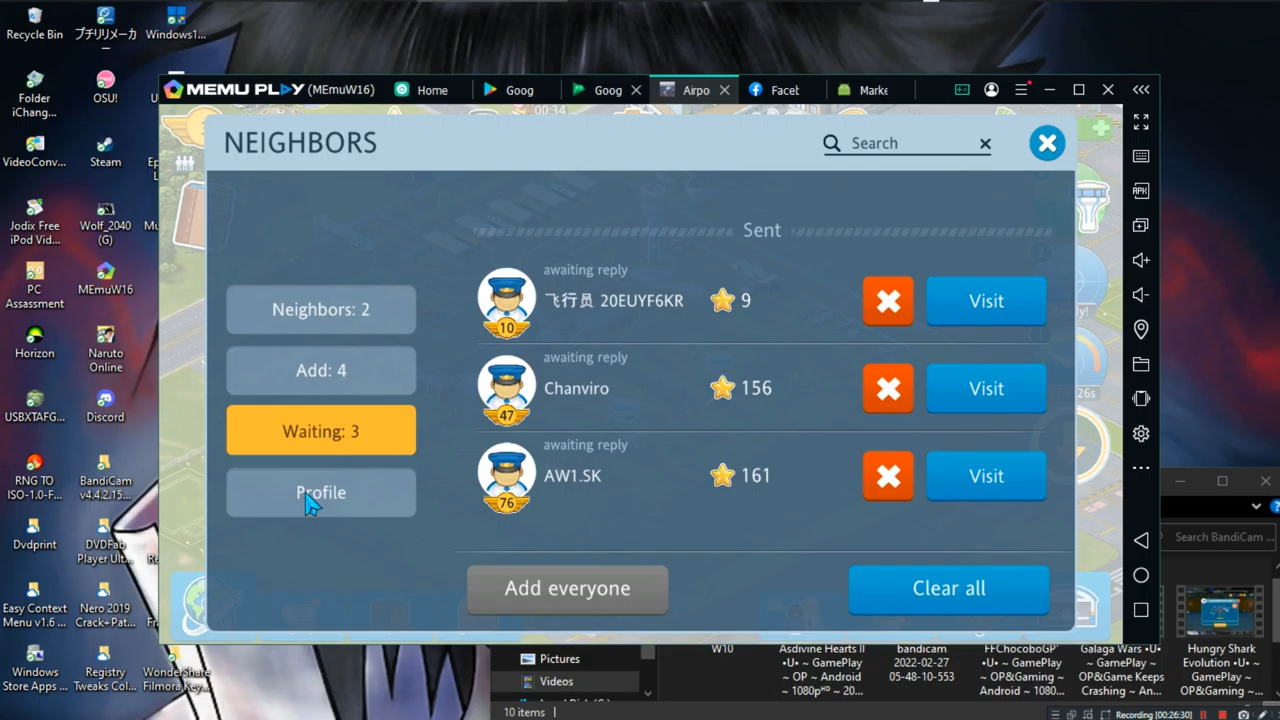 Recycle Bin
プチリリメーカー
Windows1...
Folder iChang...
OSU!
VideoConv...
Steam
Jodix Free iPod Vid...
Wolf_2040 (G)
PC Assassment
MEmuW16
Horizon
Naruto Online
USBXTAFG...
Discord
RNG TO ISO-1.0-F...
BandiCam v4.4.2.15...
Dvdprint
DVDFab Player Ult...
Easy Context Menu v1.6 ...
Nero 2019 Crack+Pat...
Windows Store Apps ...
Registry Tweaks Col...
WonderShare Filmora Key...
MEMU PLAY (MEmuW16)
Home
Goog
Goog
Airpo
Facet
Marke
NEIGHBORS
Search
Sent
Neighbors: 2
Add: 4
Waiting: 3
Profile
awaiting reply
飞行员 20EUYF6KR
9
10
Visit
awaiting reply
Chanviro
156
47
Visit
awaiting reply
AW1.SK
161
76
Visit
Add everyone
Clear all
APK
Search BandiCam ...
Pictures
Videos
10 items
W10
Asdivine Hearts II •U• ~ GamePlay ~ OP ~ Android ~ 1080pᴴᴰ ~ 20...
bandicam 2022-02-27 05-48-10-553
FFChocoboGP' •U• ~ GamePlay ~ OP&Gaming ~ Android ~ 1080...
Galaga Wars •U• ~ Game Keeps Crashing ~ An...
Hungry Shark Evolution •U• ~ GamePlay ~ OP&Gaming ~...
Recording [00:26:30]